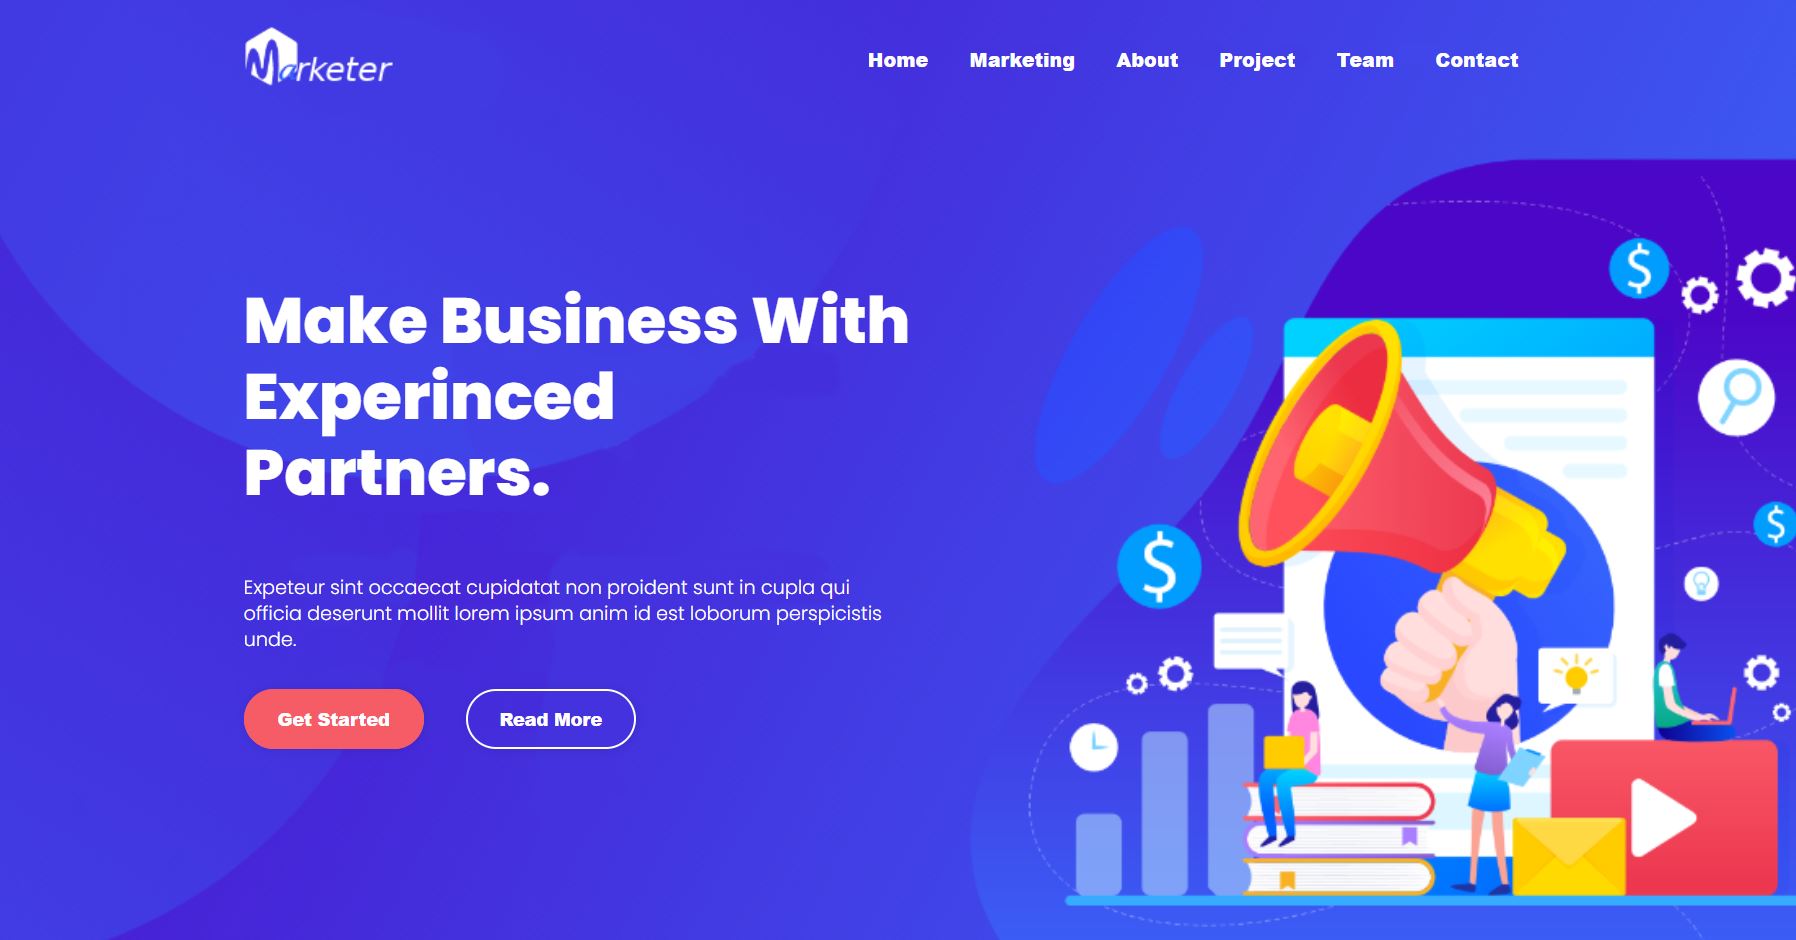 Marketer
Home Marketing About Project Team Contact
Make Business With
Experinced
Partners.
Expeteur sint occaecat cupidatat non proident sunt in cupla qui
officia deserunt mollit lorem ipsum anim id est loborum perspicistis
unde.
Get Started Read More
$
$
$